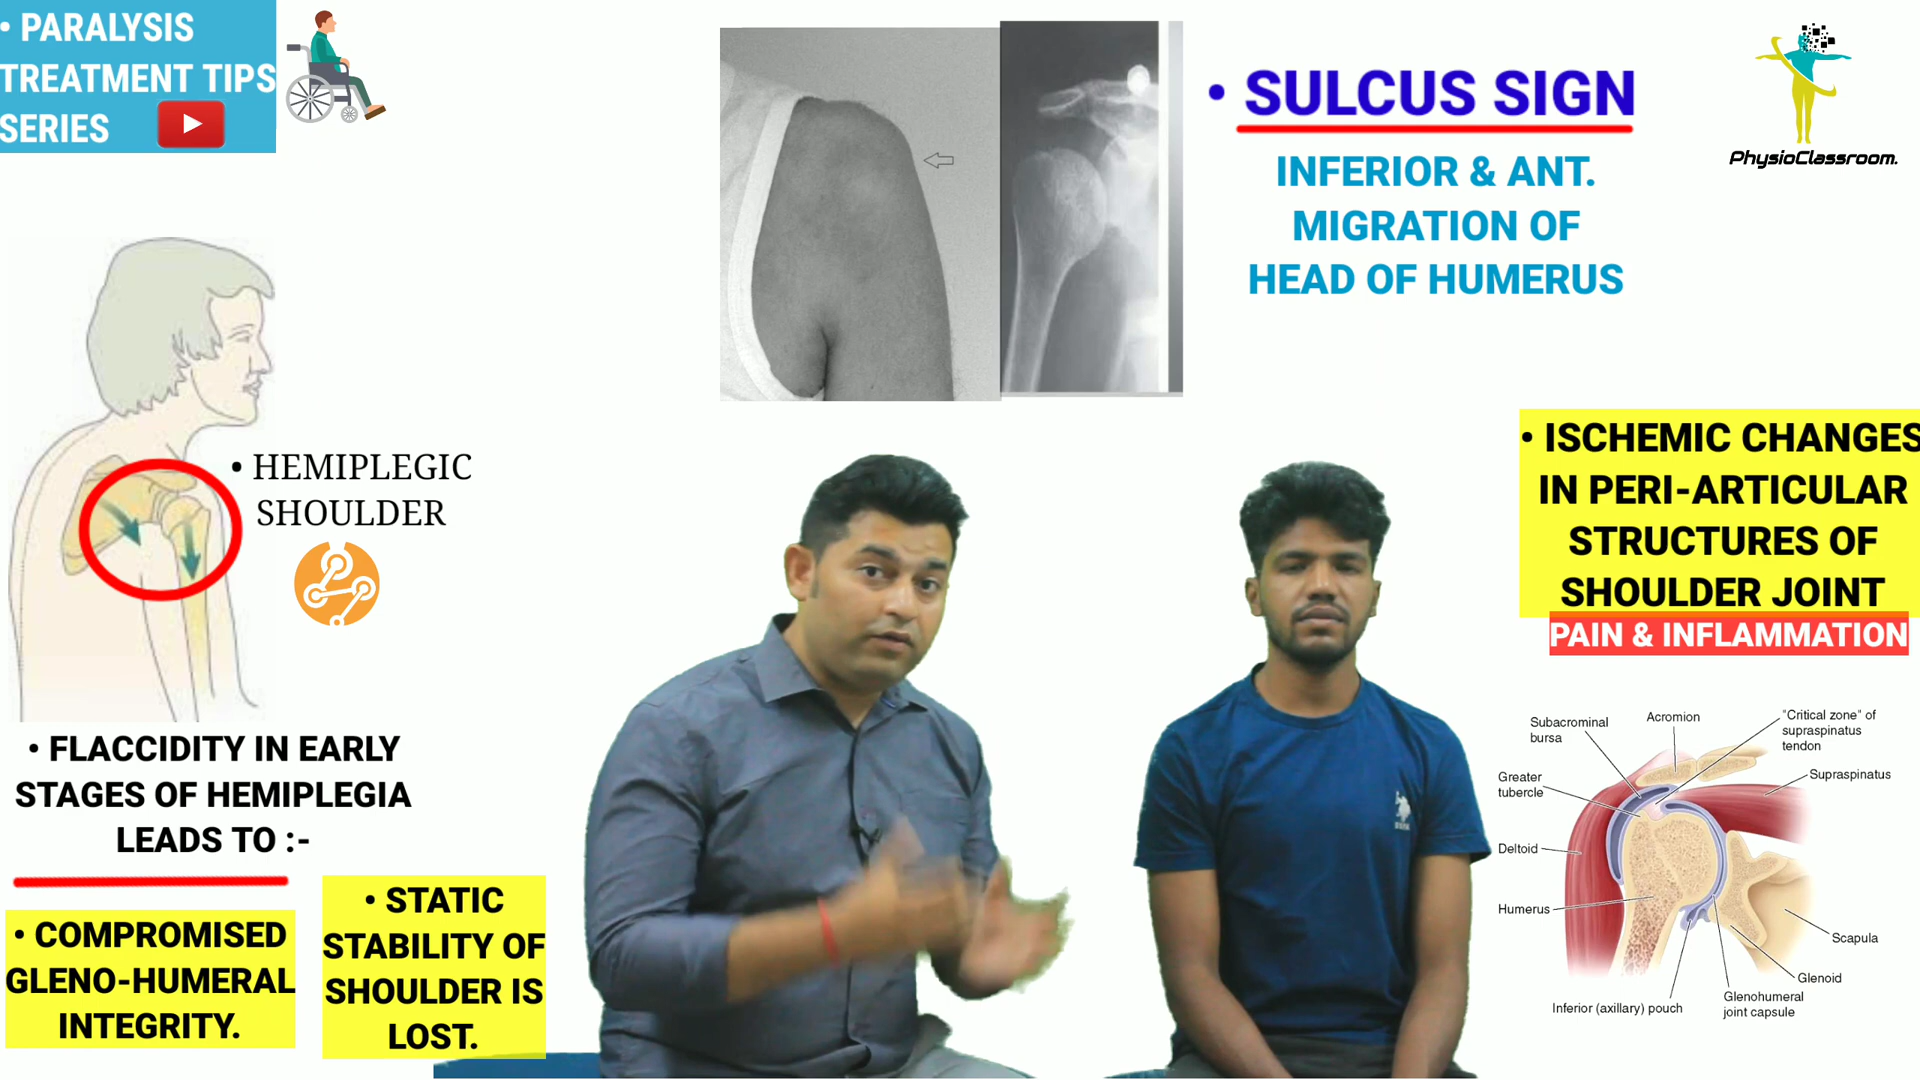 • PARALYSIS
TREATMENT TIPS
SERIES
• SULCUS SIGN
INFERIOR & ANT.
MIGRATION OF
HEAD OF HUMERUS
PhysioClassroom.
• HEMIPLEGIC
SHOULDER
• ISCHEMIC CHANGES
IN PERI-ARTICULAR
STRUCTURES OF
SHOULDER JOINT
PAIN & INFLAMMATION
• FLACCIDITY IN EARLY
STAGES OF HEMIPLEGIA
LEADS TO :-
• COMPROMISED
GLENO-HUMERAL
INTEGRITY.
• STATIC
STABILITY OF
SHOULDER IS
LOST.
Subacrominal
bursa
Acromion
"Critical zone" of
supraspinatus
tendon
Greater
tubercle
Supraspinatus
Deltoid
Humerus
Scapula
Glenoid
Inferior (axillary) pouch
Glenohumeral
joint capsule